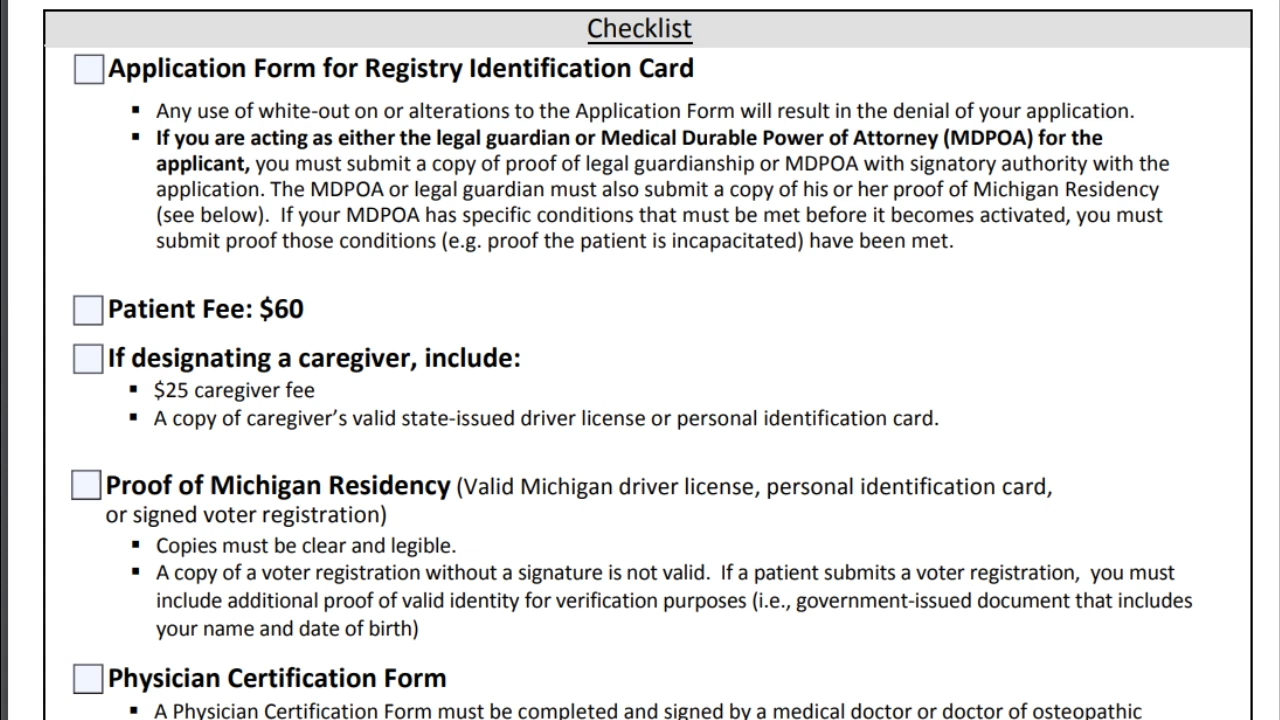 Checklist
Application Form for Registry Identification Card
▪ Any use of white-out on or alterations to the Application Form will result in the denial of your application.
▪ If you are acting as either the legal guardian or Medical Durable Power of Attorney (MDPOA) for the
applicant, you must submit a copy of proof of legal guardianship or MDPOA with signatory authority with the
application. The MDPOA or legal guardian must also submit a copy of his or her proof of Michigan Residency
(see below).  If your MDPOA has specific conditions that must be met before it becomes activated, you must
submit proof those conditions (e.g. proof the patient is incapacitated) have been met.
Patient Fee: $60
If designating a caregiver, include:
▪ $25 caregiver fee
▪ A copy of caregiver’s valid state-issued driver license or personal identification card.
Proof of Michigan Residency (Valid Michigan driver license, personal identification card,
or signed voter registration)
▪ Copies must be clear and legible.
▪ A copy of a voter registration without a signature is not valid.  If a patient submits a voter registration,  you must
include additional proof of valid identity for verification purposes (i.e., government-issued document that includes
your name and date of birth)
Physician Certification Form
▪ A Physician Certification Form must be completed and signed by a medical doctor or doctor of osteopathic